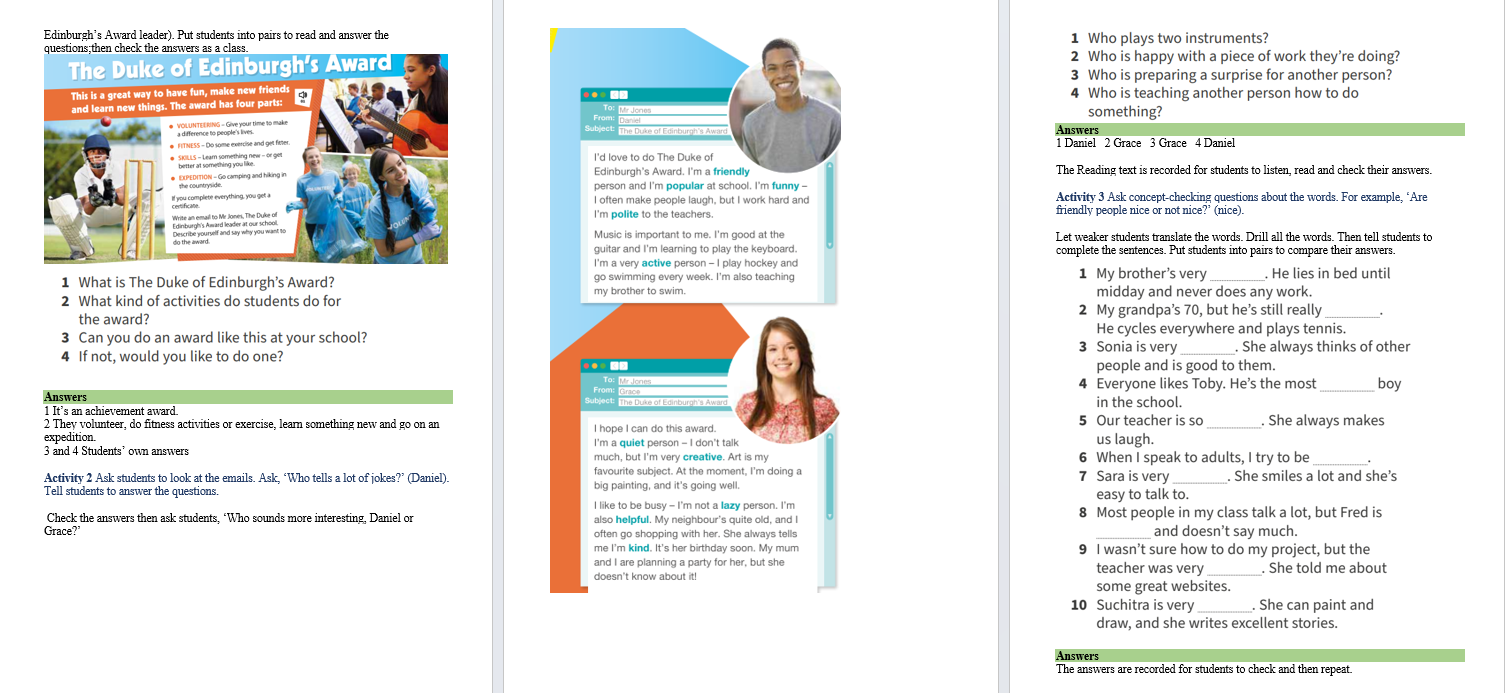 Edinburgh's Award leader). Put students into pairs to read and answer the
questions;then check the answers as a class.
The Duke of Edinburgh's Award
This is a great way to have fun, make new friends
and learn new things. The award has four parts:
• VOLUNTEERING – Give your time to make
a difference to people's lives.
• FITNESS – Do some exercise and get fitter.
• SKILLS – Learn something new – or get
better at something you like.
• EXPEDITION – Go camping and hiking in
the countryside.
If you complete everything, you get a
certificate.
Write an email to Mr Jones, The Duke of
Edinburgh's Award leader at our school.
Describe yourself and say why you want to
do the award.
1 What is The Duke of Edinburgh's Award?
2 What kind of activities do students do for
the award?
3 Can you do an award like this at your school?
4 If not, would you like to do one?
Answers
1 It's an achievement award.
2 They volunteer, do fitness activities or exercise, learn something new and go on an
expedition.
3 and 4 Students' own answers
Activity 2 Ask students to look at the emails. Ask, 'Who tells a lot of jokes?' (Daniel).
Tell students to answer the questions.
Check the answers then ask students, 'Who sounds more interesting, Daniel or
Grace?'
To: Mr Jones
From: Daniel
Subject: The Duke of Edinburgh's Award
I'd love to do The Duke of
Edinburgh's Award. I'm a friendly
person and I'm popular at school. I'm funny –
I often make people laugh, but I work hard and
I'm polite to the teachers.
Music is important to me. I'm good at the
guitar and I'm learning to play the keyboard.
I'm a very active person – I play hockey and
go swimming every week. I'm also teaching
my brother to swim.
To: Mr Jones
From: Grace
Subject: The Duke of Edinburgh's Award
I hope I can do this award.
I'm a quiet person – I don't talk
much, but I'm very creative. Art is my
favourite subject. At the moment, I'm doing a
big painting, and it's going well.
I like to be busy – I'm not a lazy person. I'm
also helpful. My neighbour's quite old, and I
often go shopping with her. She always tells
me I'm kind. It's her birthday soon. My mum
and I are planning a party for her, but she
doesn't know about it!
1 Who plays two instruments?
2 Who is happy with a piece of work they're doing?
3 Who is preparing a surprise for another person?
4 Who is teaching another person how to do
something?
Answers
1 Daniel 2 Grace 3 Grace 4 Daniel
The Reading text is recorded for students to listen, read and check their answers.
Activity 3 Ask concept-checking questions about the words. For example, 'Are
friendly people nice or not nice?' (nice).
Let weaker students translate the words. Drill all the words. Then tell students to
complete the sentences. Put students into pairs to compare their answers.
1 My brother's very ________. He lies in bed until
midday and never does any work.
2 My grandpa's 70, but he's still really ________.
He cycles everywhere and plays tennis.
3 Sonia is very ________. She always thinks of other
people and is good to them.
4 Everyone likes Toby. He's the most ________ boy
in the school.
5 Our teacher is so ________. She always makes
us laugh.
6 When I speak to adults, I try to be ________.
7 Sara is very ________. She smiles a lot and she's
easy to talk to.
8 Most people in my class talk a lot, but Fred is
________ and doesn't say much.
9 I wasn't sure how to do my project, but the
teacher was very ________. She told me about
some great websites.
10 Suchitra is very ________. She can paint and
draw, and she writes excellent stories.
Answers
The answers are recorded for students to check and then repeat.